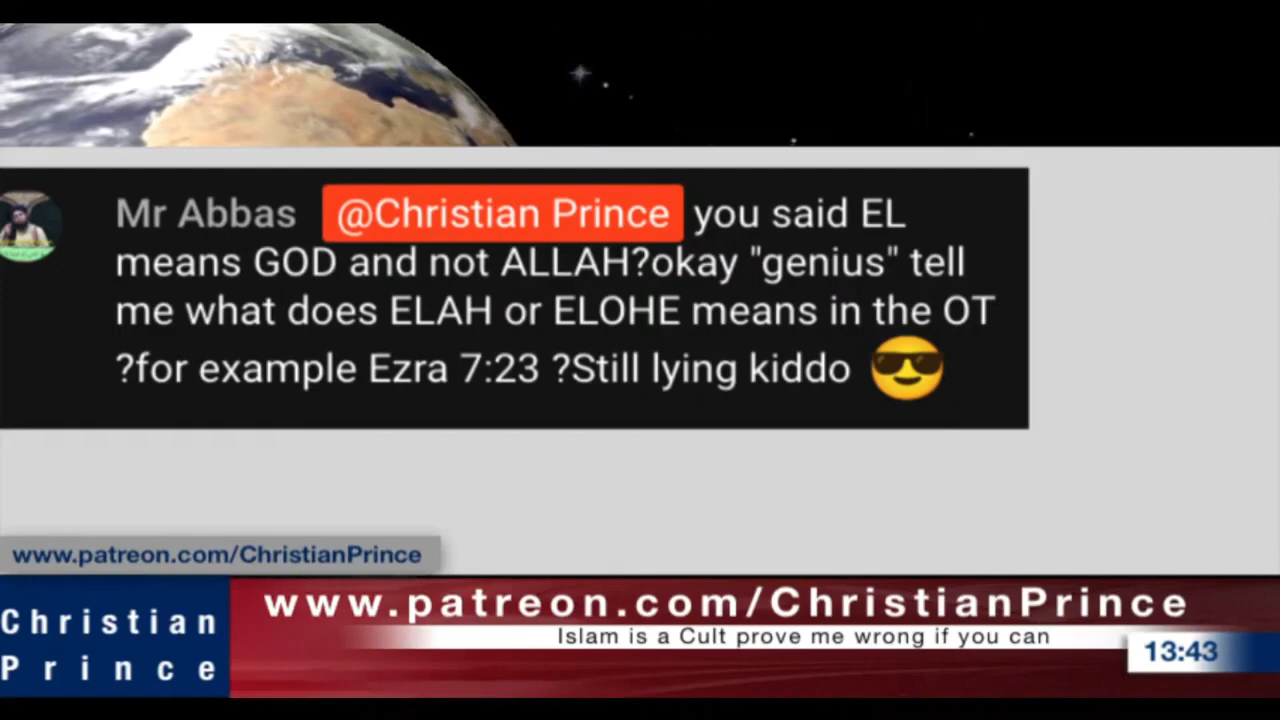 Mr Abbas @Christian Prince you said EL
means GOD and not ALLAH?okay "genius" tell
me what does ELAH or ELOHE means in the OT
?for example Ezra 7:23 ?Still lying kiddo 😎
www.patreon.com/ChristianPrince
www.patreon.com/ChristianPrince
Islam is a Cult prove me wrong if you can
Christian
Prince
13:43